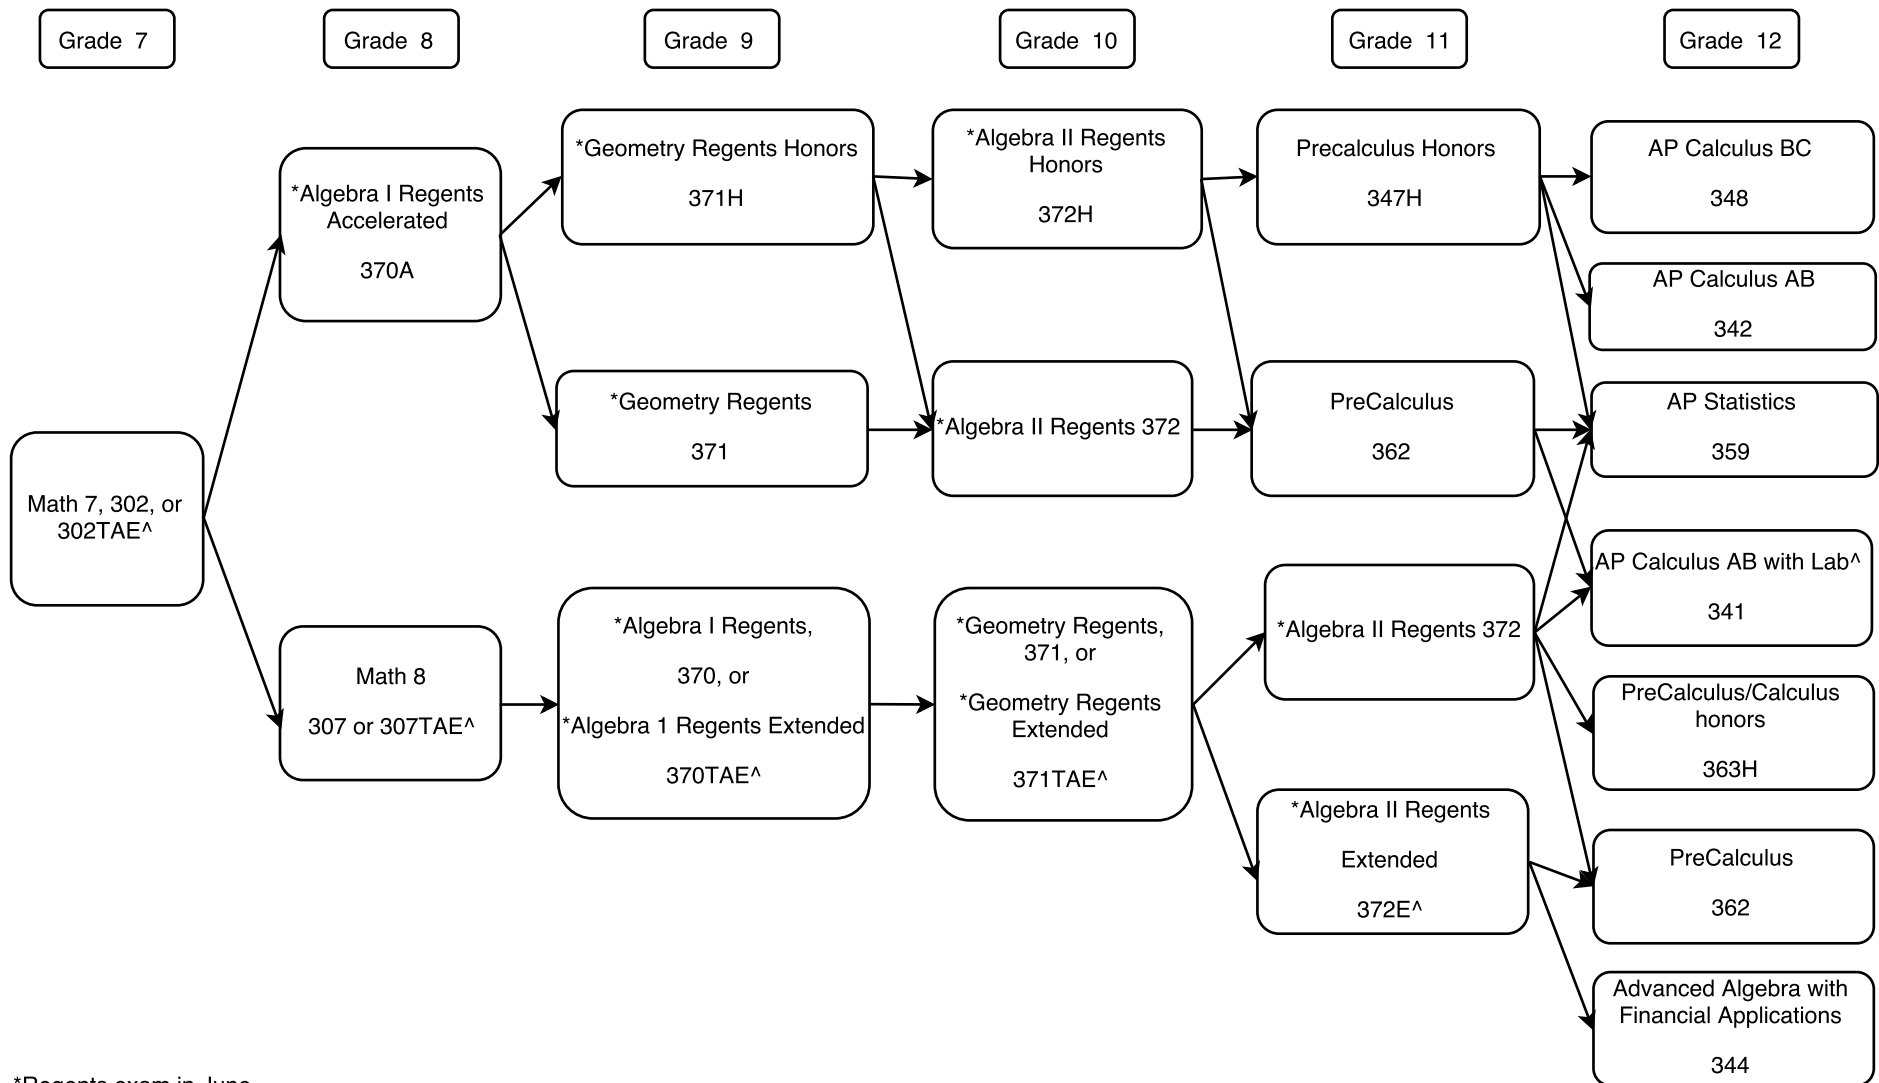 Grade 7
Grade 8
Grade 9
Grade 10
Grade 11
Grade 12
Math 7, 302, or
302TAE^
*Algebra I Regents
Accelerated
370A
Math 8
307 or 307TAE^
*Geometry Regents Honors
371H
*Geometry Regents
371
*Algebra I Regents,
370, or
*Algebra 1 Regents Extended
370TAE^
*Algebra II Regents
Honors
372H
*Algebra II Regents 372
*Geometry Regents,
371, or
*Geometry Regents
Extended
371TAE^
Precalculus Honors
347H
PreCalculus
362
*Algebra II Regents 372
*Algebra II Regents
Extended
372E^
AP Calculus BC
348
AP Calculus AB
342
AP Statistics
359
AP Calculus AB with Lab^
341
PreCalculus/Calculus
honors
363H
PreCalculus
362
Advanced Algebra with
Financial Applications
344
*Regents exam in June